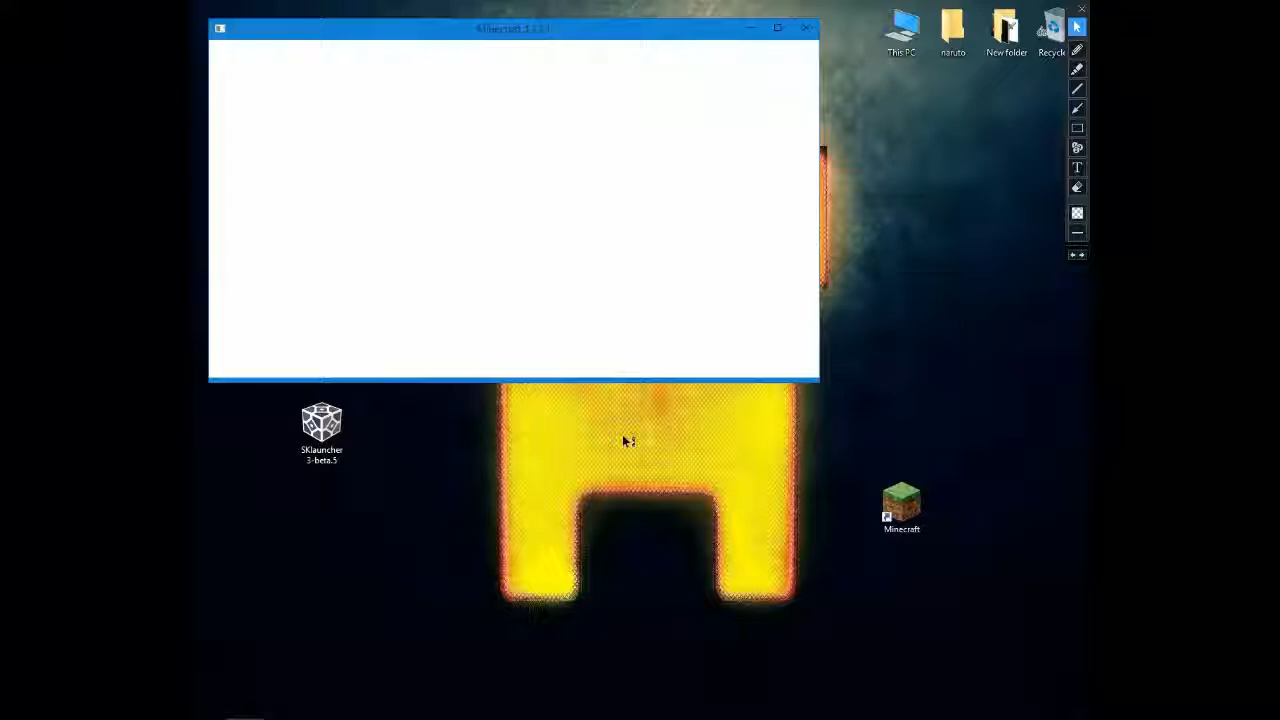 This PC
naruto
New folder
Recycle
SKlauncher
3-beta.5
Minecraft
T